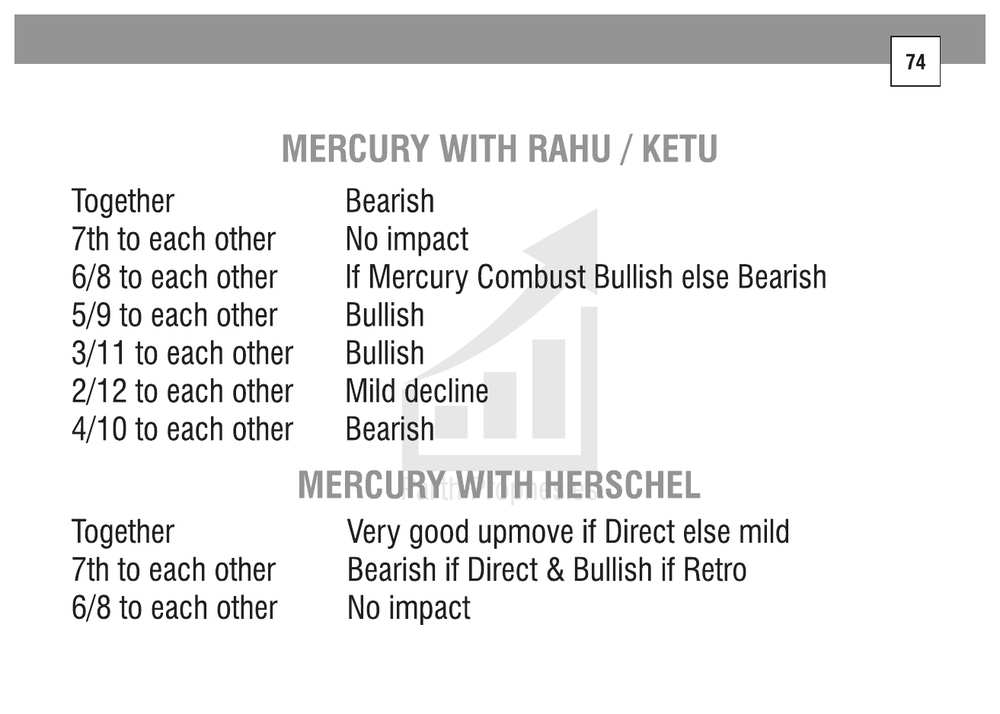 74
MERCURY WITH RAHU / KETU
Together Bearish
7th to each other No impact
6/8 to each other If Mercury Combust Bullish else Bearish
5/9 to each other Bullish
3/11 to each other Bullish
2/12 to each other Mild decline
4/10 to each other Bearish
MERCURY WITH HERSCHEL
Together Very good upmove if Direct else mild
7th to each other Bearish if Direct & Bullish if Retro
6/8 to each other No impact